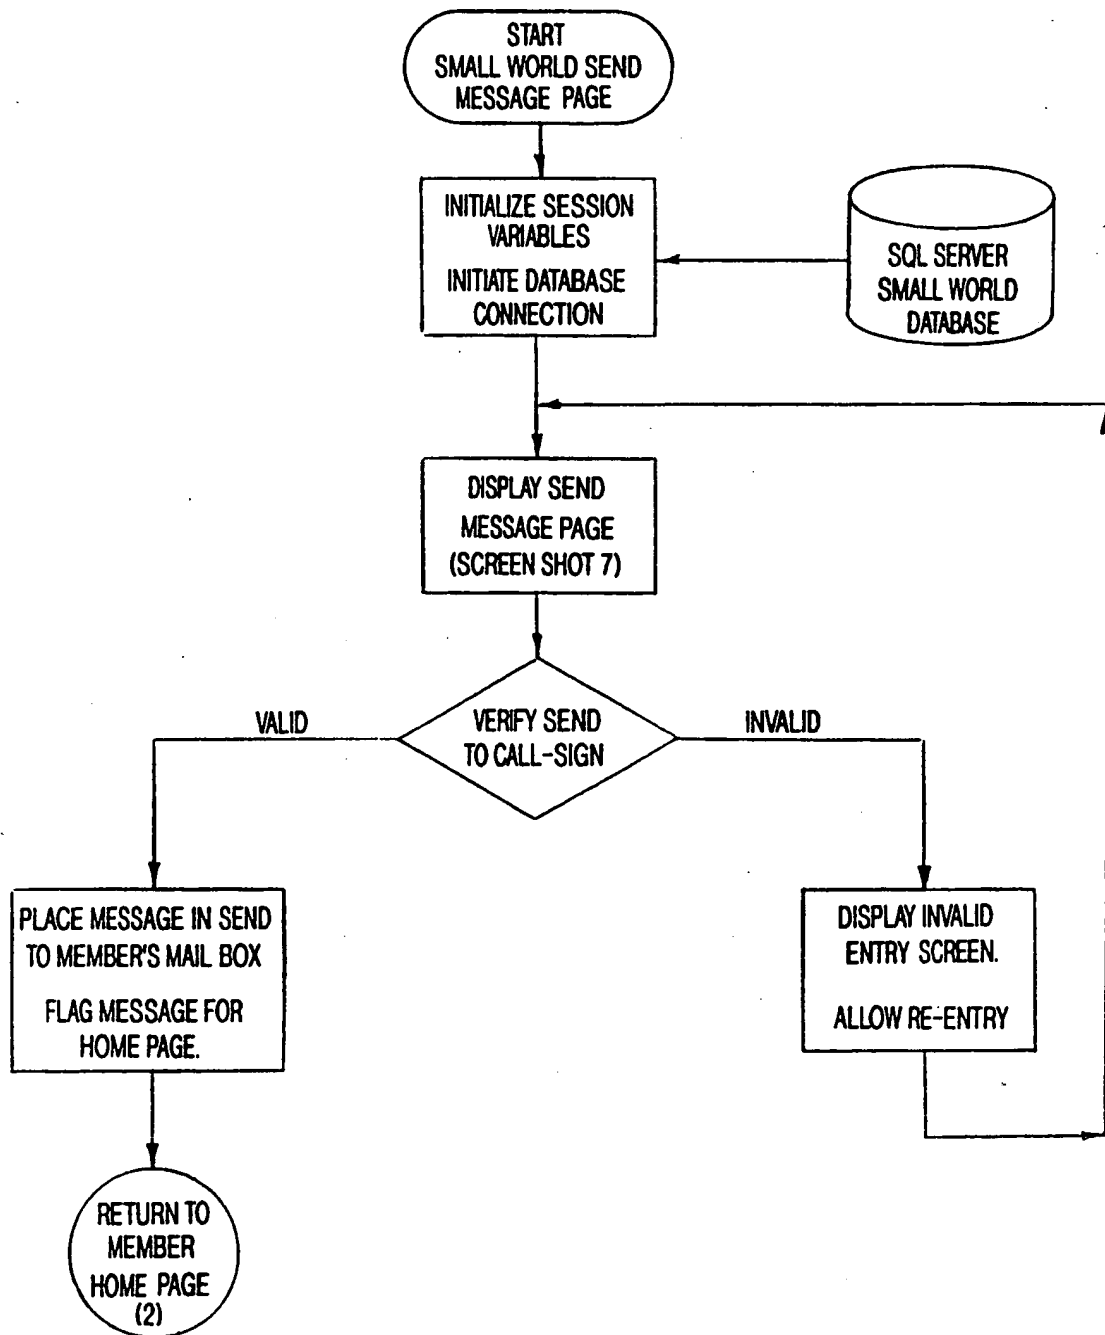 START
SMALL WORLD SEND
MESSAGE PAGE
INITIALIZE SESSION
VARIABLES
INITIATE DATABASE
CONNECTION
SQL SERVER
SMALL WORLD
DATABASE
DISPLAY SEND
MESSAGE PAGE
(SCREEN SHOT 7)
VERIFY SEND
TO CALL-SIGN
VALID
INVALID
PLACE MESSAGE IN SEND
TO MEMBER'S MAIL BOX
FLAG MESSAGE FOR
HOME PAGE.
DISPLAY INVALID
ENTRY SCREEN.
ALLOW RE-ENTRY
RETURN TO
MEMBER
HOME PAGE
(2)